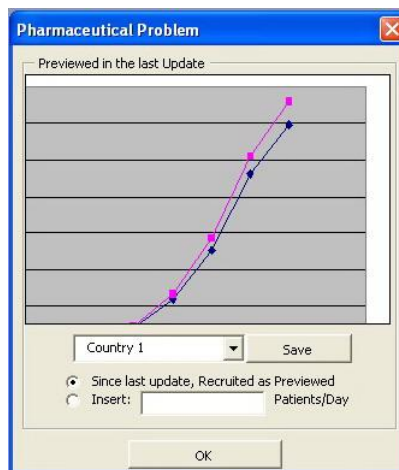 Pharmaceutical Problem
Previewed in the last Update
Country 1
Save
Since last update, Recruited as Previewed
Insert: Patients/Day
OK